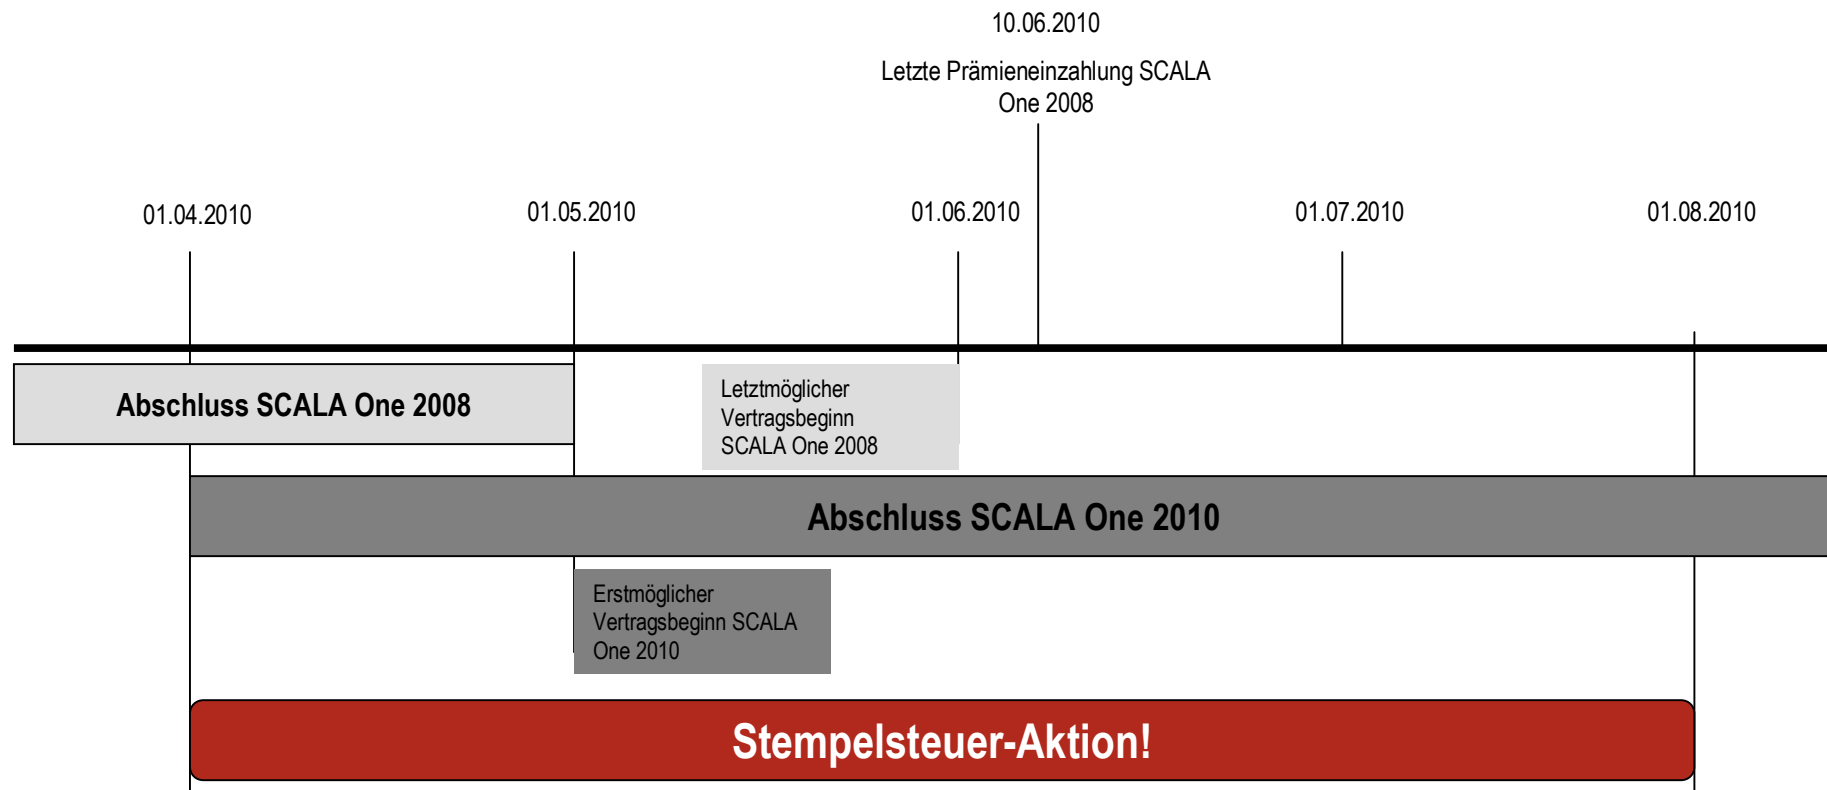 10.06.2010
Letzte Prämieneinzahlung SCALA
One 2008
01.04.2010
01.05.2010
01.06.2010
01.07.2010
01.08.2010
Abschluss SCALA One 2008
Letztmöglicher
Vertragsbeginn
SCALA One 2008
Abschluss SCALA One 2010
Erstmöglicher
Vertragsbeginn SCALA
One 2010
Stempelsteuer-Aktion!